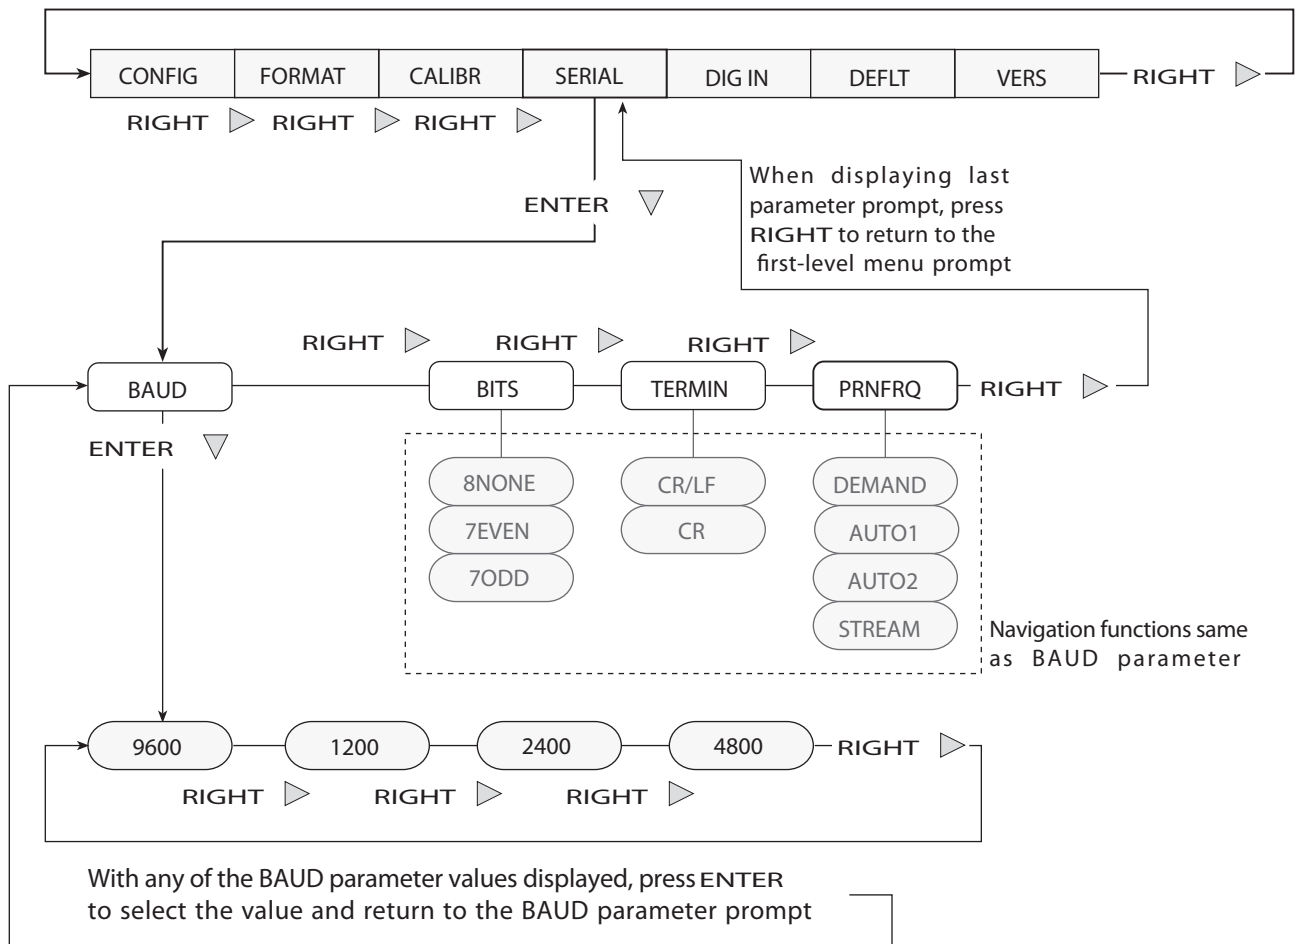 CONFIG FORMAT CALIBR SERIAL DIG IN DEFLT VERS RIGHT
RIGHT RIGHT RIGHT
When displaying last
parameter prompt, press
RIGHT to return to the
first-level menu prompt
ENTER
RIGHT RIGHT RIGHT
BAUD BITS TERMIN PRNFRQ RIGHT
ENTER
8NONE CR/LF DEMAND
7EVEN CR AUTO1
7ODD AUTO2
STREAM
Navigation functions same
as BAUD parameter
9600 1200 2400 4800 RIGHT
RIGHT RIGHT RIGHT
With any of the BAUD parameter values displayed, press ENTER
to select the value and return to the BAUD parameter prompt